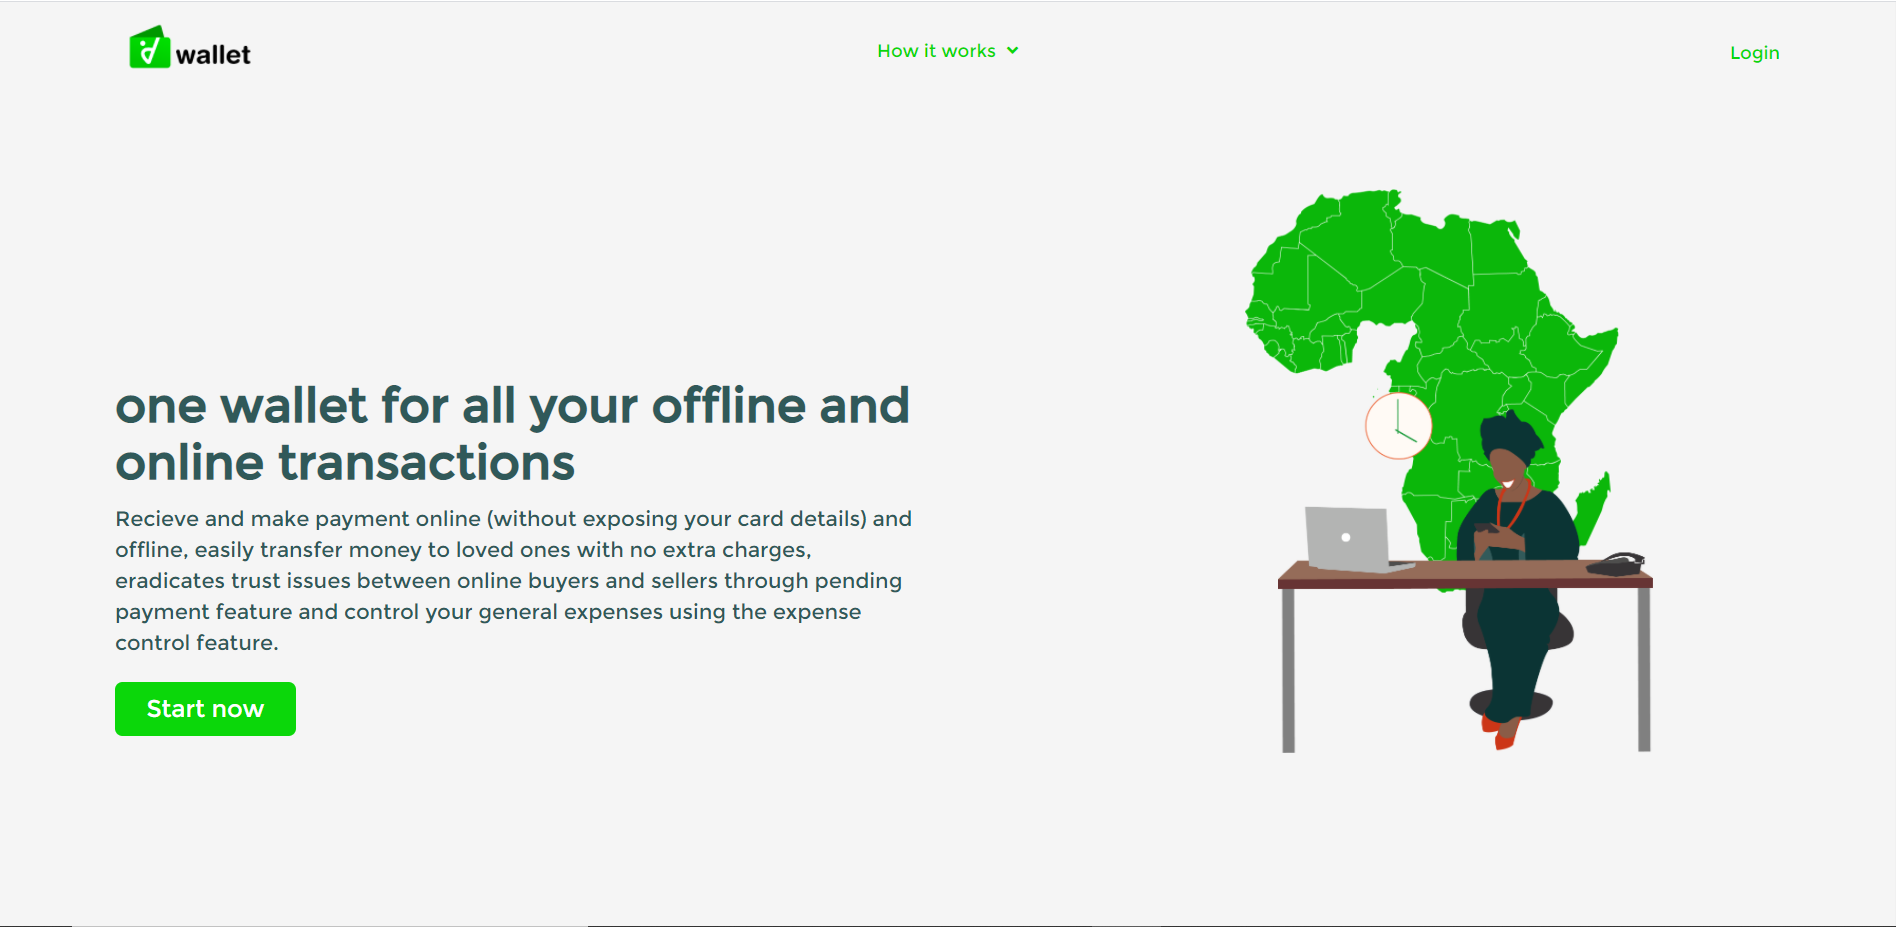 wallet
How it works
Login
one wallet for all your offline and
online transactions
Recieve and make payment online (without exposing your card details) and
offline, easily transfer money to loved ones with no extra charges,
eradicates trust issues between online buyers and sellers through pending
payment feature and control your general expenses using the expense
control feature.
Start now